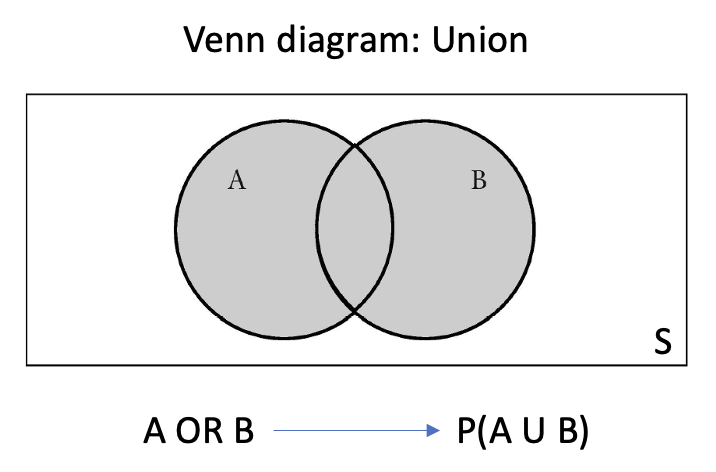 Venn diagram: Union
A
B
S
A OR B
P(A U B)